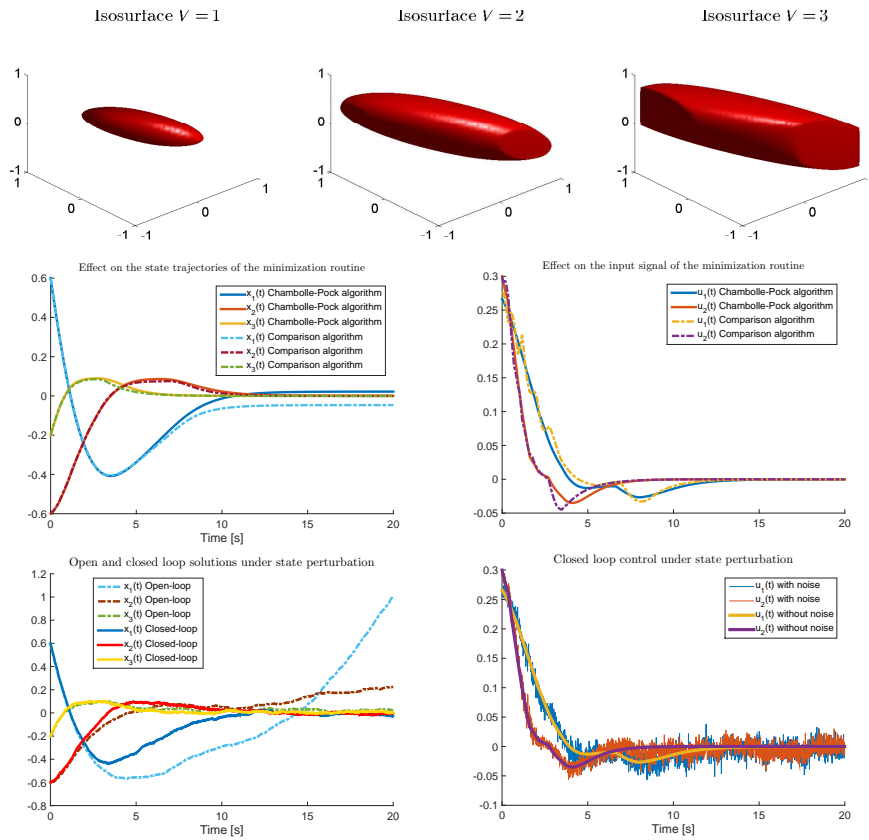 Isosurface V = 1
Isosurface V = 2
Isosurface V = 3
1
0
-1
1
0
-1 -1
0
1
1
0
-1
1
0
-1 -1
0
1
1
0
-1
1
0
-1 -1
0
1
Effect on the state trajectories of the minimization routine
0.6
0.4
0.2
0
-0.2
-0.4
-0.6
x1(t) Chambolle-Pock algorithm
x2(t) Chambolle-Pock algorithm
x3(t) Chambolle-Pock algorithm
x1(t) Comparison algorithm
x2(t) Comparison algorithm
x3(t) Comparison algorithm
0 5 10 15 20
Time [s]
Effect on the input signal of the minimization routine
0.3
0.25
0.2
0.15
0.1
0.05
0
-0.05
u1(t) Chambolle-Pock algorithm
u2(t) Chambolle-Pock algorithm
u1(t) Comparison algorithm
u2(t) Comparison algorithm
0 5 10 15 20
Open and closed loop solutions under state perturbation
1.2
1
0.8
0.6
0.4
0.2
0
-0.2
-0.4
-0.6
-0.8
x1(t) Open-loop
x2(t) Open-loop
x3(t) Open-loop
x1(t) Closed-loop
x2(t) Closed-loop
x3(t) Closed-loop
0 5 10 15 20
Time [s]
Closed loop control under state perturbation
0.3
0.25
0.2
0.15
0.1
0.05
0
-0.05
-0.1
u1(t) with noise
u2(t) with noise
u1(t) without noise
u2(t) without noise
0 5 10 15 20
Time [s]